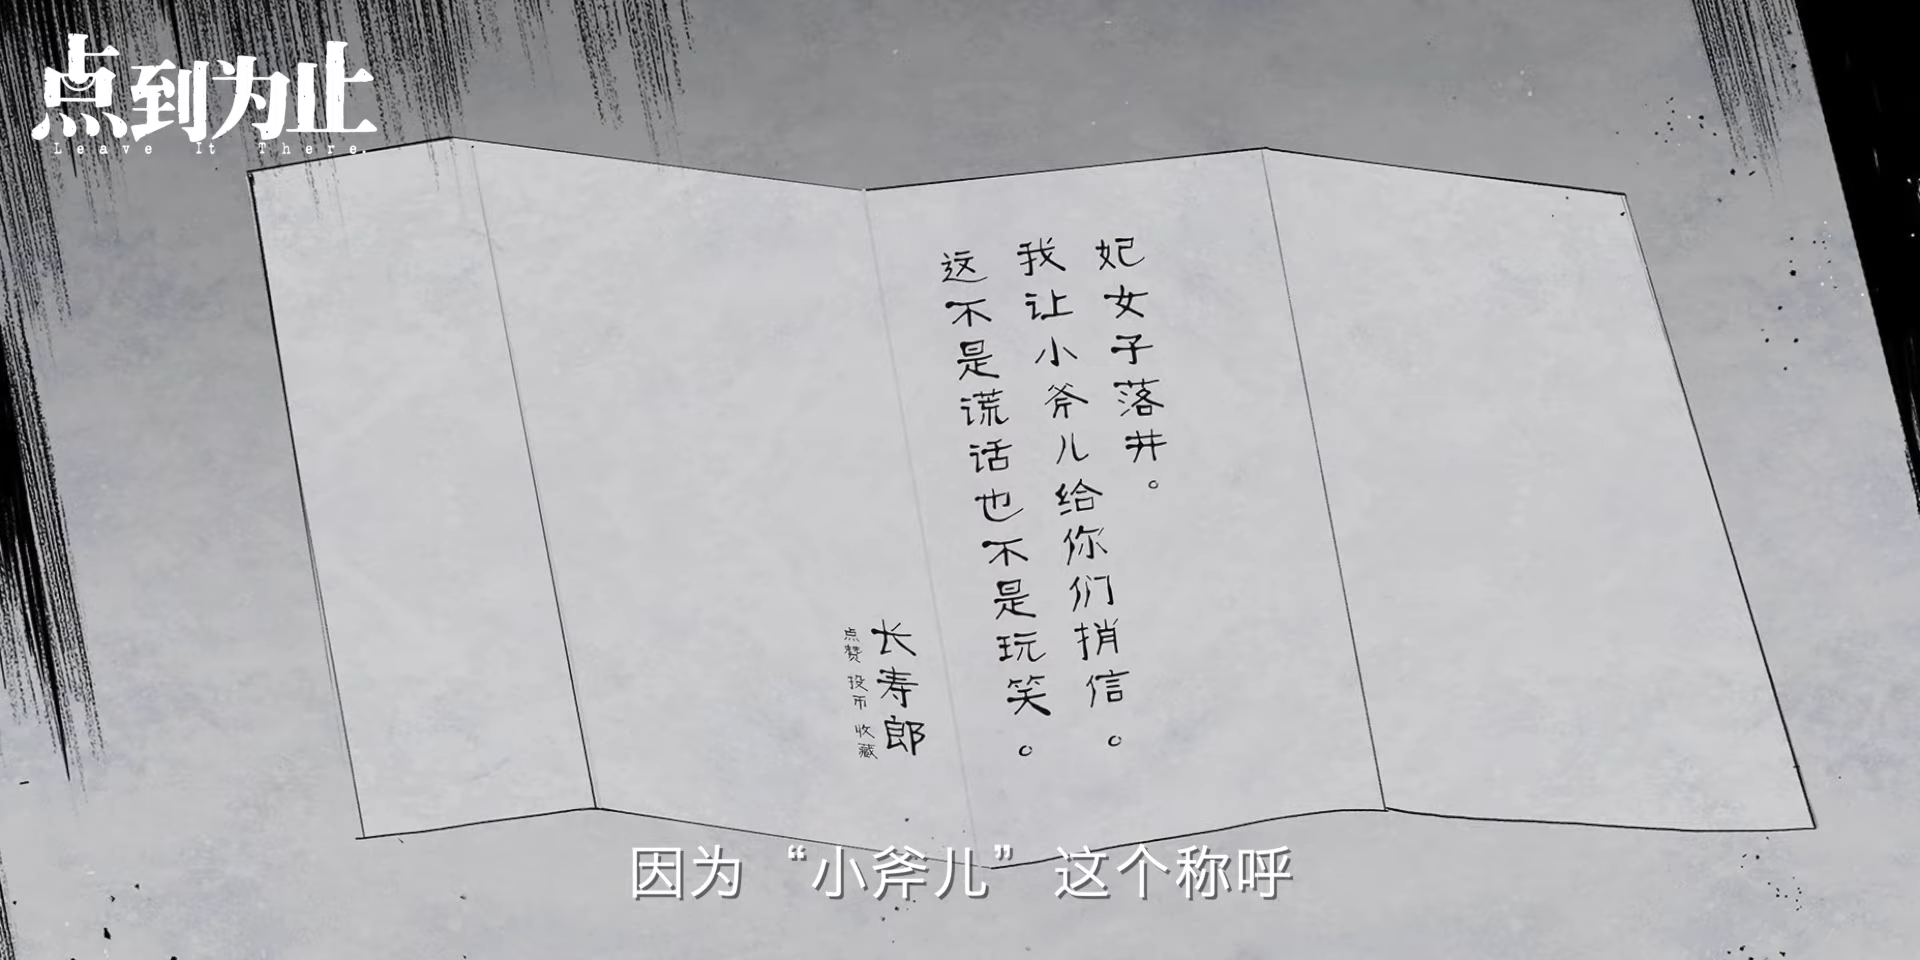 点到为止
Leave It There.
妃女子落井。
我让小斧儿给你们捎信。
这不是谎话也不是玩笑。
长寿郎
点赞 投币 收藏
因为“小斧儿”这个称呼